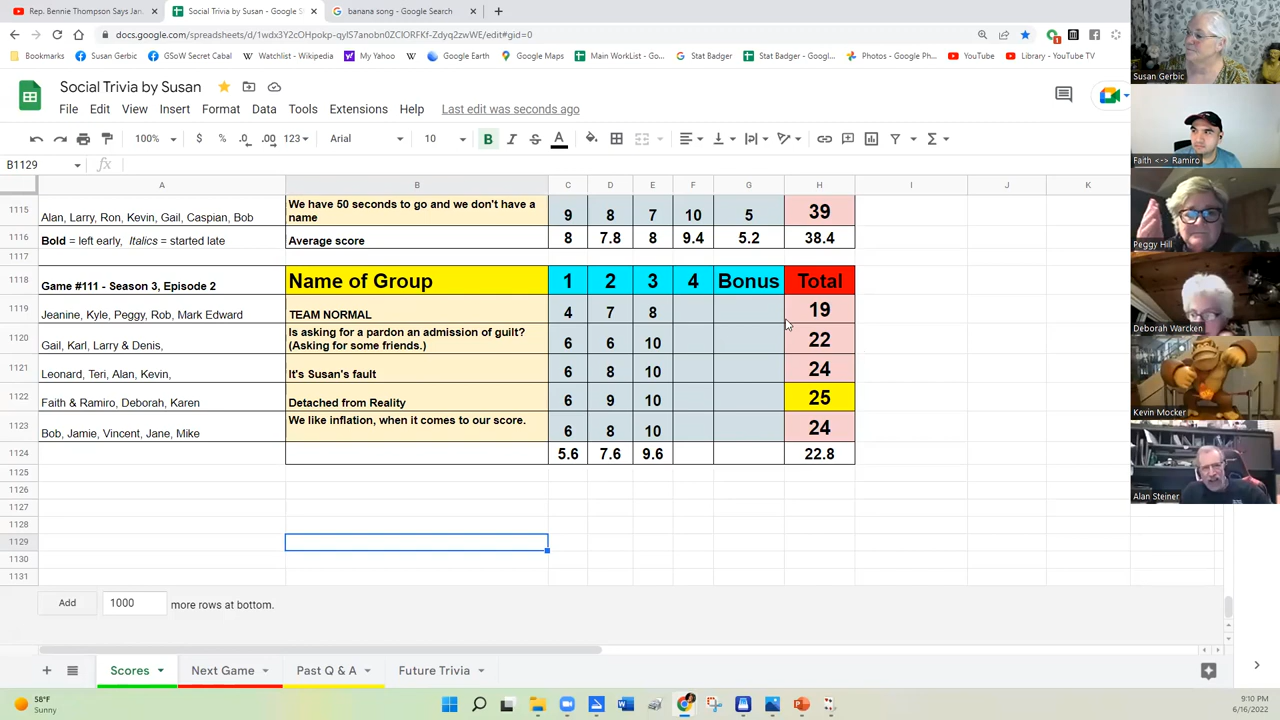 Rep. Bennie Thompson Says Jan.
Social Trivia by Susan - Google S
banana song - Google Search
docs.google.com/spreadsheets/d/1wdx3Y2cOHpokp-qyIS7anobn0ZCIORFKf-Zdyq2zwWE/edit#gid=0
Bookmarks Susan Gerbic GSoW Secret Cabal Watchlist - Wikipedia My Yahoo Google Earth Google Maps Main WorkList - Go... Stat Badger Stat Badger - Googl... Photos - Google Ph... YouTube Library - YouTube TV
Social Trivia by Susan
File Edit View Insert Format Data Tools Extensions Help Last edit was seconds ago
100% $ % .0 .00 123 Arial 10 B I S A
B1129 fx
A B C D E F G H I J K
1115 Alan, Larry, Ron, Kevin, Gail, Caspian, Bob We have 50 seconds to go and we don't have a name 9 8 7 10 5 39
1116 Bold = left early, Italics = started late Average score 8 7.8 8 9.4 5.2 38.4
1117
1118 Game #111 - Season 3, Episode 2 Name of Group 1 2 3 4 Bonus Total
1119 Jeanine, Kyle, Peggy, Rob, Mark Edward TEAM NORMAL 4 7 8 19
1120 Gail, Karl, Larry & Denis, Is asking for a pardon an admission of guilt? (Asking for some friends.) 6 6 10 22
1121 Leonard, Teri, Alan, Kevin, It's Susan's fault 6 8 10 24
1122 Faith & Ramiro, Deborah, Karen Detached from Reality 6 9 10 25
1123 Bob, Jamie, Vincent, Jane, Mike We like inflation, when it comes to our score. 6 8 10 24
1124 5.6 7.6 9.6 22.8
1125
1126
1127
1128
1129
1130
1131
Add 1000 more rows at bottom.
Scores Next Game Past Q & A Future Trivia
58°F
Sunny
9:10 PM
6/16/2022
Susan Gerbic
Faith <-> Ramiro
Peggy Hill
Deborah Warcken
Kevin Mocker
Alan Steiner